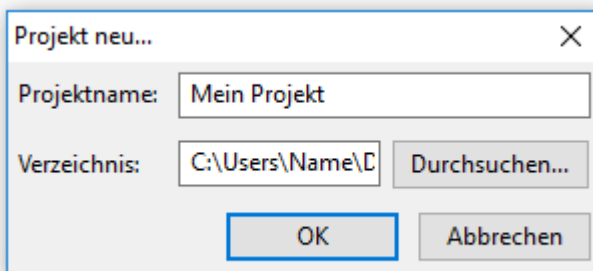 Projekt neu...
Projektname: Mein Projekt
Verzeichnis: C:\Users\Name\D Durchsuchen...
OK Abbrechen